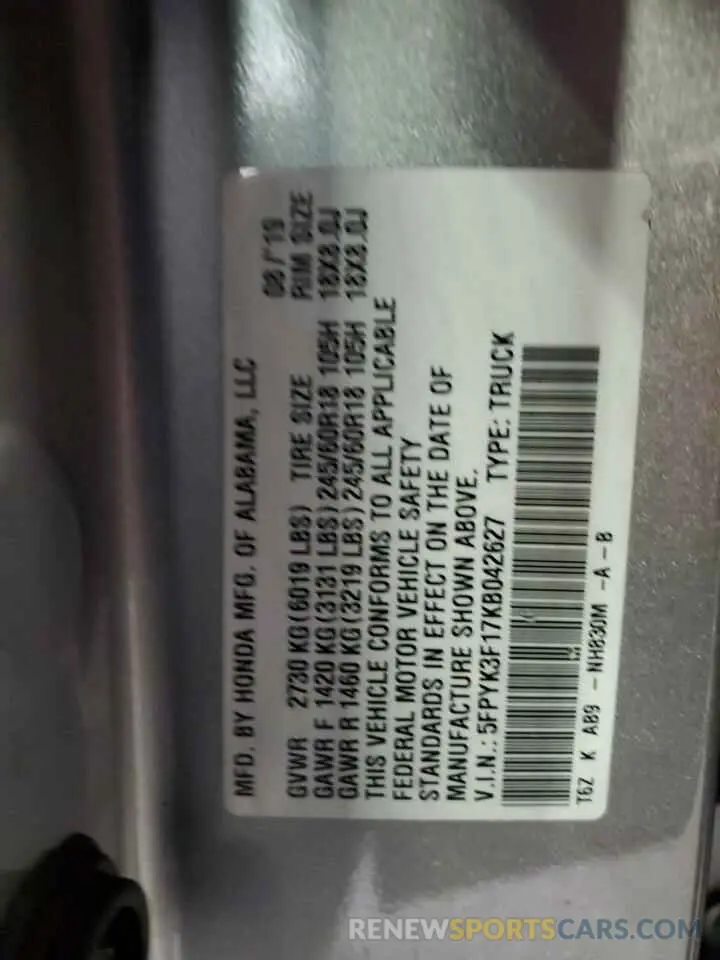 MFD. BY HONDA MFG. OF ALABAMA, LLC 08/'19
GVWR 2730 KG (6019 LBS) TIRE SIZE RIM SIZE
GAWR F 1420 KG (3131 LBS) 245/60R18 105H 18X8.0J
GAWR R 1460 KG (3219 LBS) 245/60R18 105H 18X8.0J
THIS VEHICLE CONFORMS TO ALL APPLICABLE
FEDERAL MOTOR VEHICLE SAFETY
STANDARDS IN EFFECT ON THE DATE OF
MANUFACTURE SHOWN ABOVE.
V.I.N.: 5FPYK3F17KB042627 TYPE: TRUCK
T6Z K AB9 - NH830M -A - B
RENEWSPORTSCARS.COM